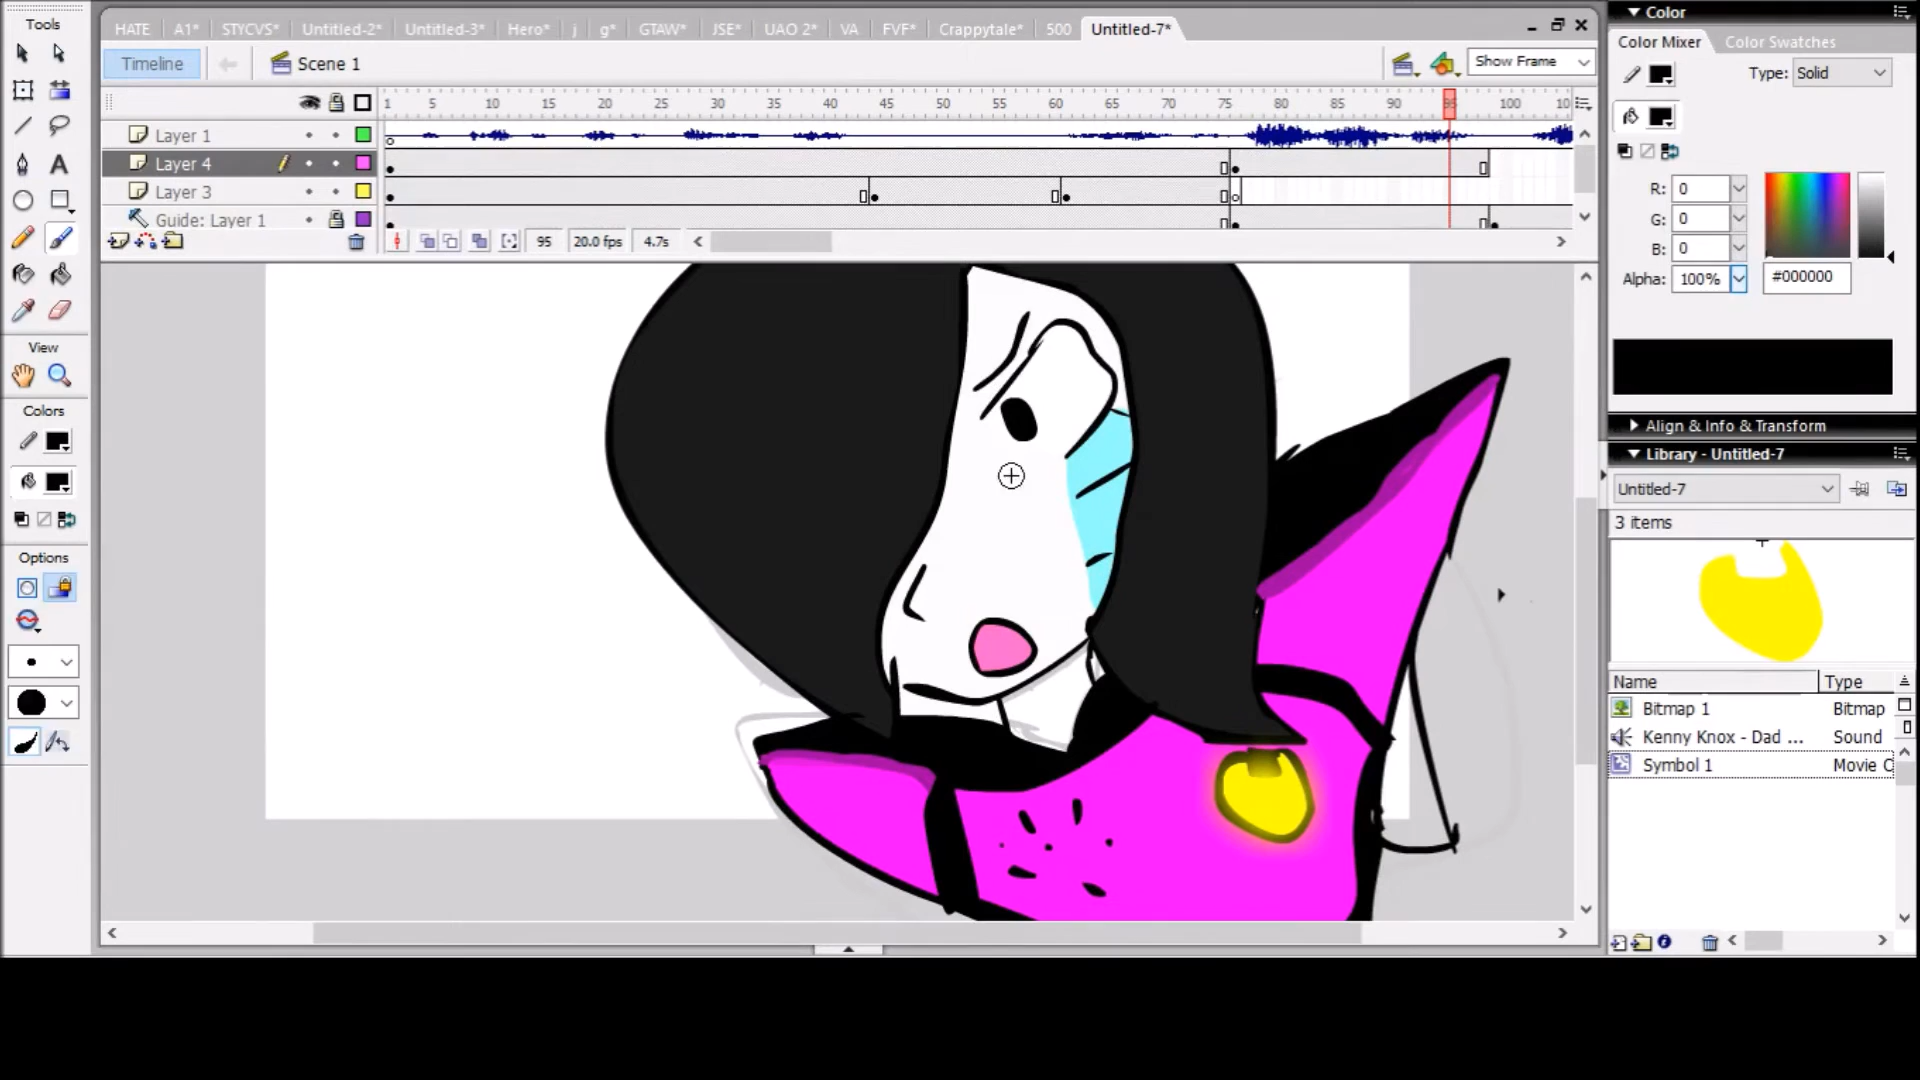 Tools
View
Colors
Options
HATE A1* STYCVS* Untitled-2* Untitled-3* Hero* j g* GTAW* JSE* UAO 2* VA FVF* Crappytale* 500 Untitled-7*
Timeline Scene 1 Show Frame
1 5 10 15 20 25 30 35 40 45 50 55 60 65 70 75 80 85 90 95 100 10
Layer 1
Layer 4
Layer 3
Guide: Layer 1
95 20.0 fps 4.7s
Color
Color Mixer Color Swatches
Type: Solid
R: 0
G: 0
B: 0
Alpha: 100% #000000
Align & Info & Transform
Library - Untitled-7
Untitled-7
3 items
Name Type
Bitmap 1 Bitmap
Kenny Knox - Dad ... Sound
Symbol 1 Movie C